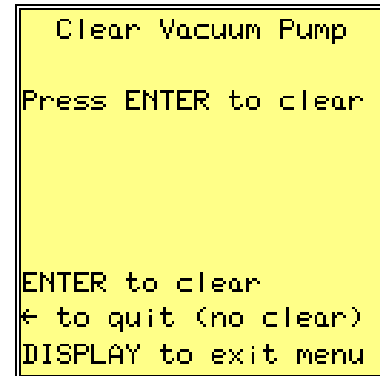 Clear Vacuum Pump
Press ENTER to clear
ENTER to clear
← to quit (no clear)
DISPLAY to exit menu